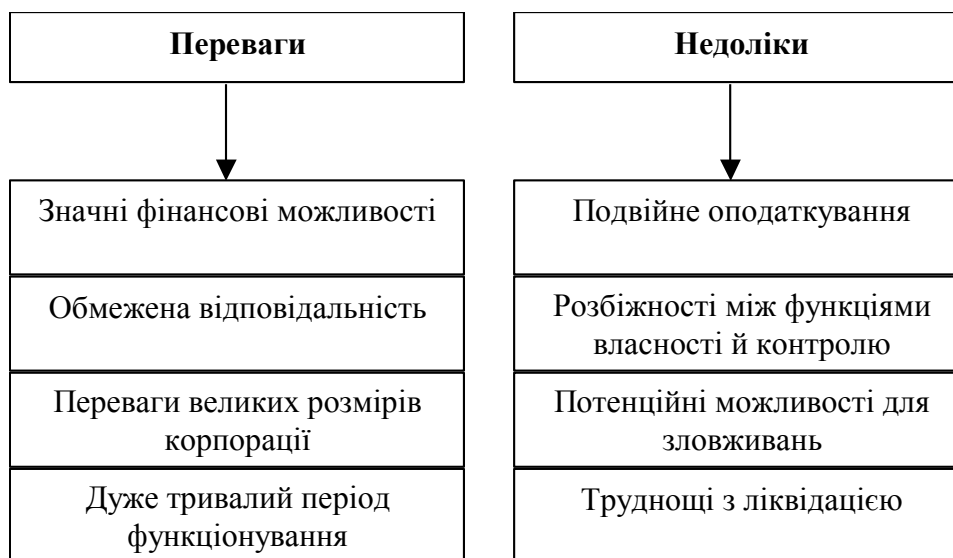 Переваги
Значні фінансові можливості
Обмежена відповідальність
Переваги великих розмірів
корпорації
Дуже тривалий період
функціонування
Недоліки
Подвійне оподаткування
Розбіжності між функціями
власності й контролю
Потенційні можливості для
зловживань
Труднощі з ліквідацією